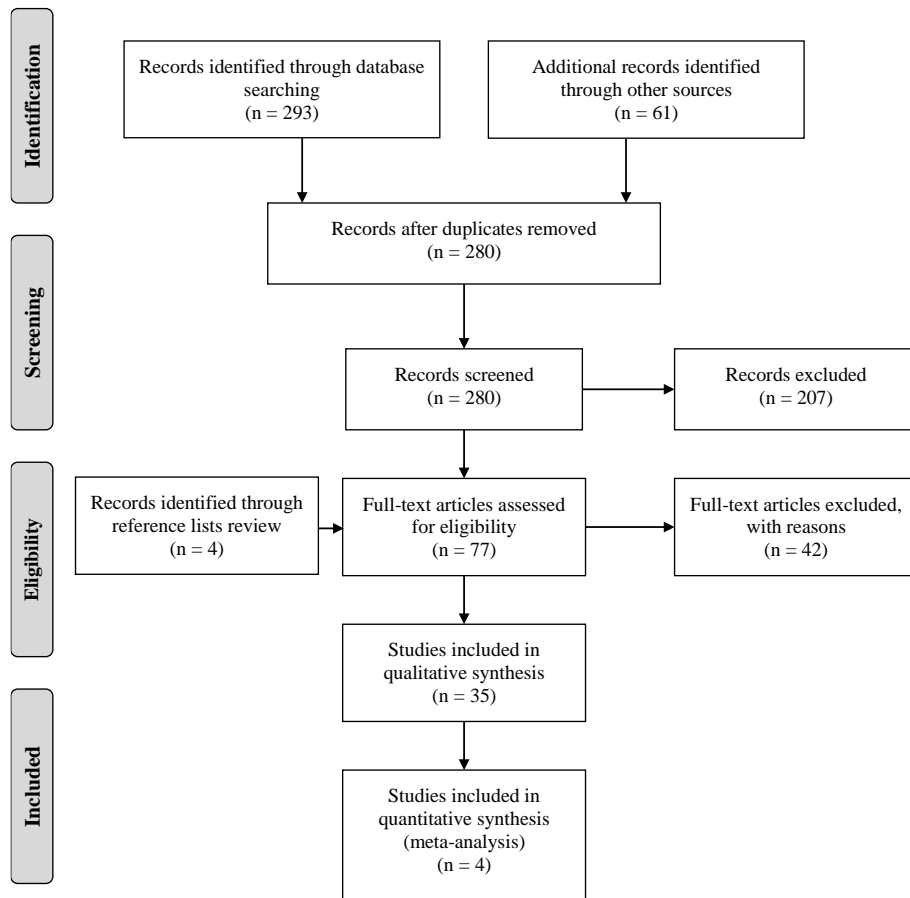 Identification
Records identified through database
searching
(n = 293)
Additional records identified
through other sources
(n = 61)
Records after duplicates removed
(n = 280)
Screening
Records screened
(n = 280)
Records excluded
(n = 207)
Eligibility
Records identified through
reference lists review
(n = 4)
Full-text articles assessed
for eligibility
(n = 77)
Full-text articles excluded,
with reasons
(n = 42)
Studies included in
qualitative synthesis
(n = 35)
Included
Studies included in
quantitative synthesis
(meta-analysis)
(n = 4)